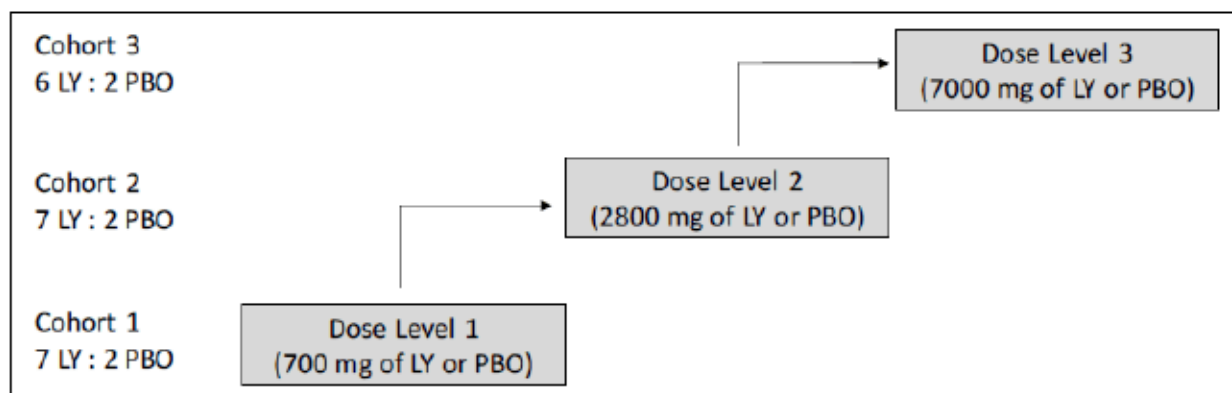 Cohort 3
6 LY : 2 PBO
Dose Level 3
(7000 mg of LY or PBO)
Cohort 2
7 LY : 2 PBO
Dose Level 2
(2800 mg of LY or PBO)
Cohort 1
7 LY : 2 PBO
Dose Level 1
(700 mg of LY or PBO)